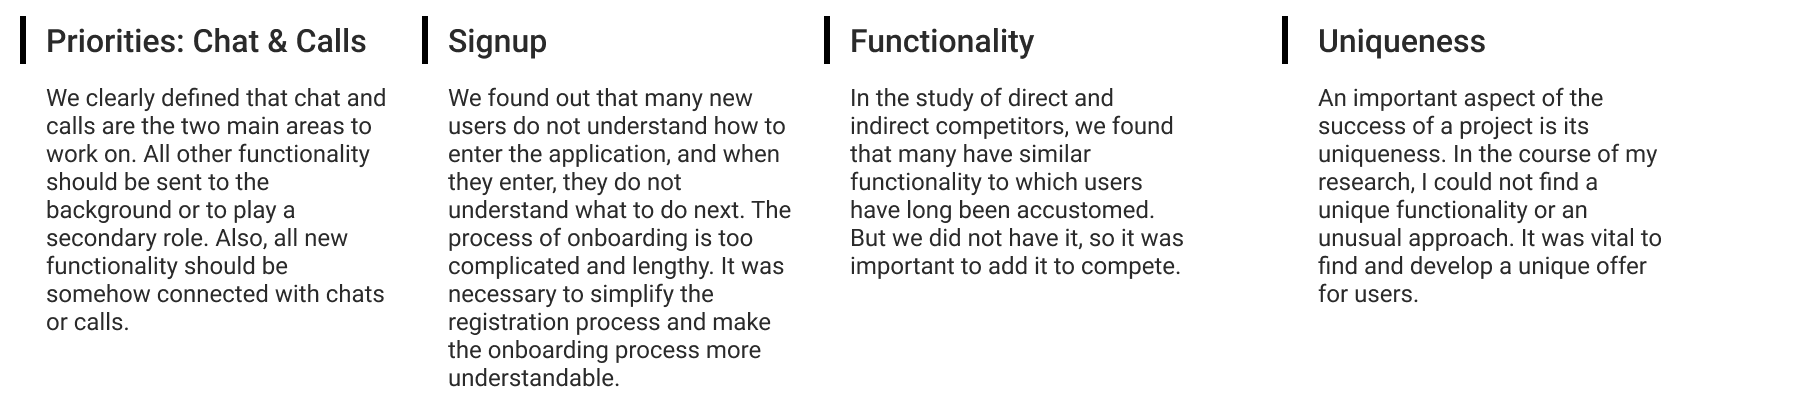 Priorities: Chat & Calls
We clearly defined that chat and
calls are the two main areas to
work on. All other functionality
should be sent to the
background or to play a
secondary role. Also, all new
functionality should be
somehow connected with chats
or calls.
Signup
We found out that many new
users do not understand how to
enter the application, and when
they enter, they do not
understand what to do next. The
process of onboarding is too
complicated and lengthy. It was
necessary to simplify the
registration process and make
the onboarding process more
understandable.
Functionality
In the study of direct and
indirect competitors, we found
that many have similar
functionality to which users
have long been accustomed.
But we did not have it, so it was
important to add it to compete.
Uniqueness
An important aspect of the
success of a project is its
uniqueness. In the course of my
research, I could not find a
unique functionality or an
unusual approach. It was vital to
find and develop a unique offer
for users.